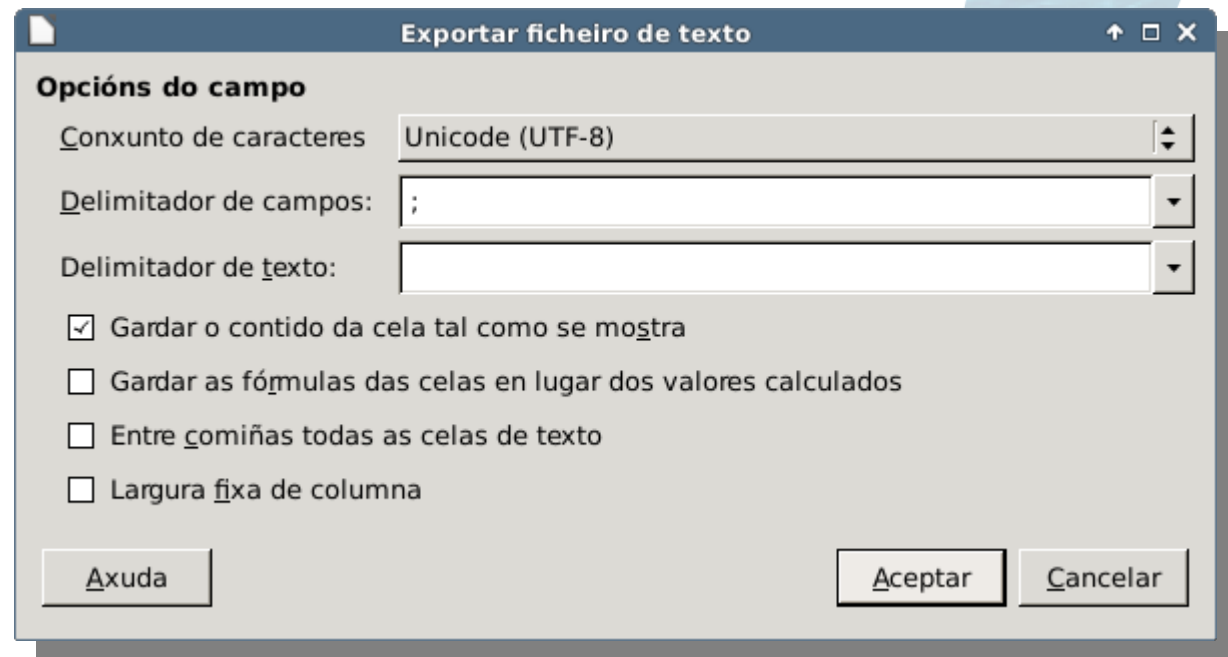 Exportar ficheiro de texto
Opcións do campo
Conxunto de caracteres Unicode (UTF-8)
Delimitador de campos: ;
Delimitador de texto:
Gardar o contido da cela tal como se mostra
Gardar as fórmulas das celas en lugar dos valores calculados
Entre comiñas todas as celas de texto
Largura fixa de columna
Axuda Aceptar Cancelar